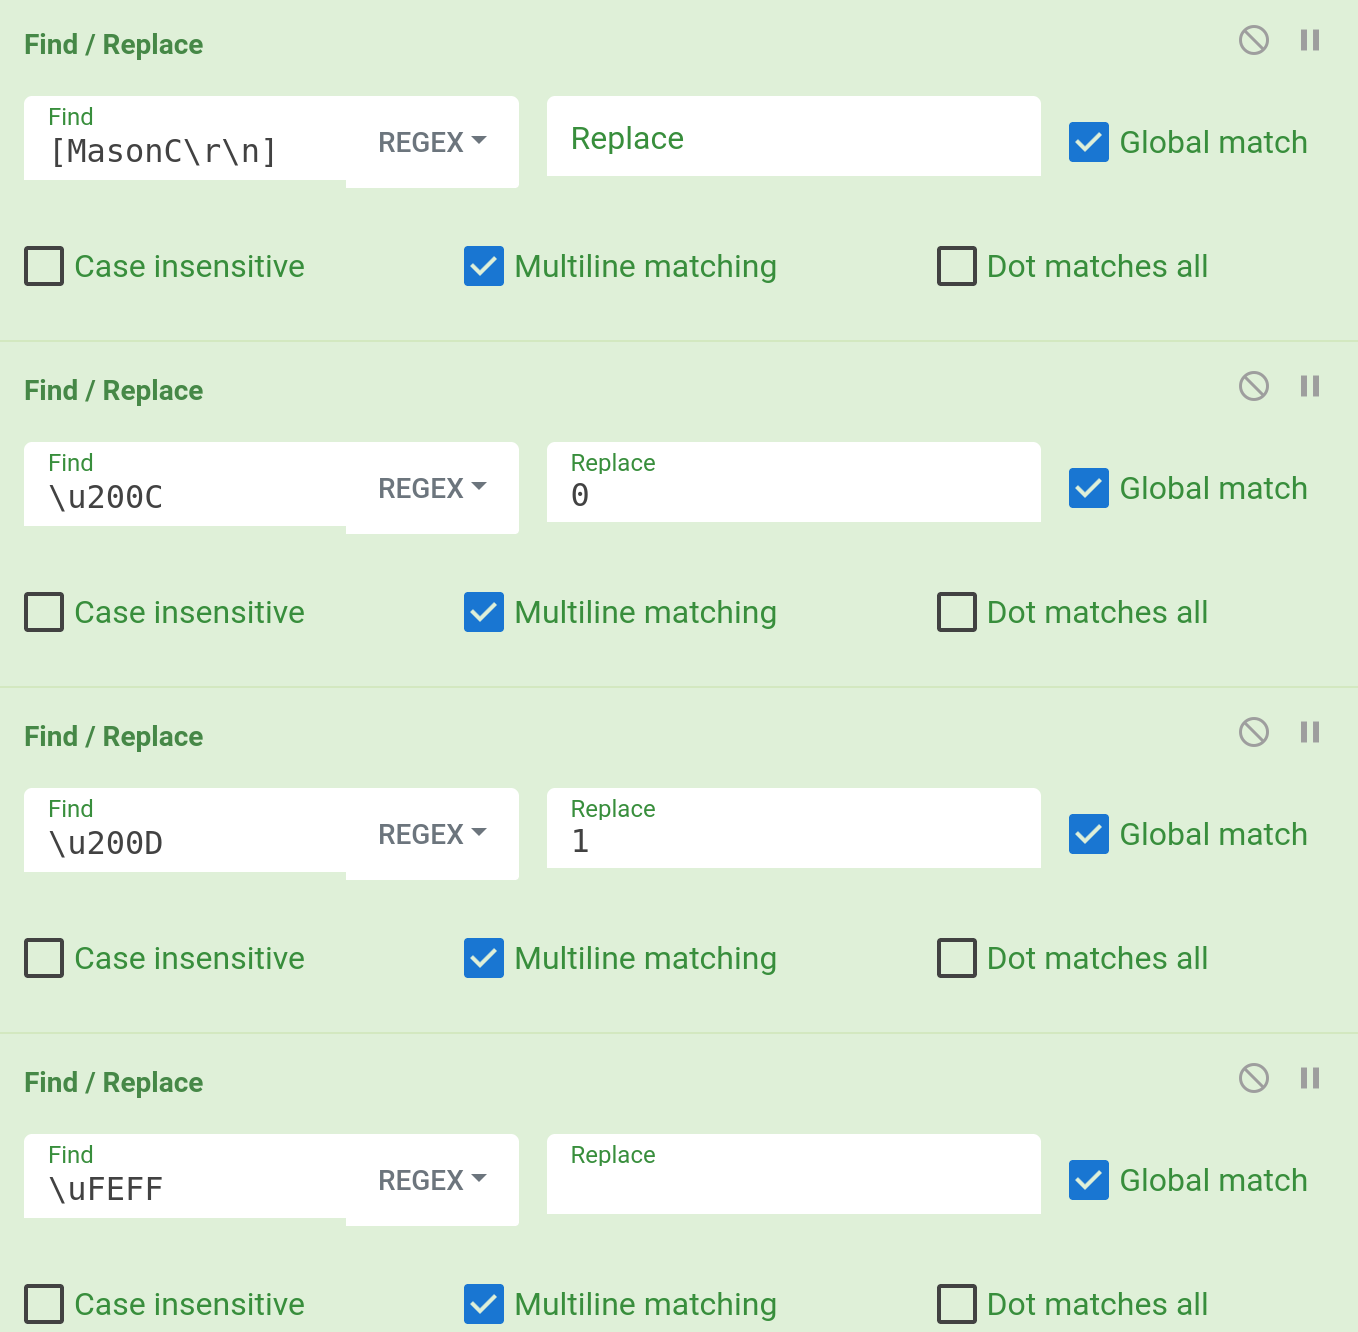 Find / Replace
Find
[MasonC\r\n]
REGEX
Replace
Global match
Case insensitive
Multiline matching
Dot matches all
Find / Replace
Find
\u200C
REGEX
Replace
0
Global match
Case insensitive
Multiline matching
Dot matches all
Find / Replace
Find
\u200D
REGEX
Replace
1
Global match
Case insensitive
Multiline matching
Dot matches all
Find / Replace
Find
\uFEFF
REGEX
Replace
Global match
Case insensitive
Multiline matching
Dot matches all